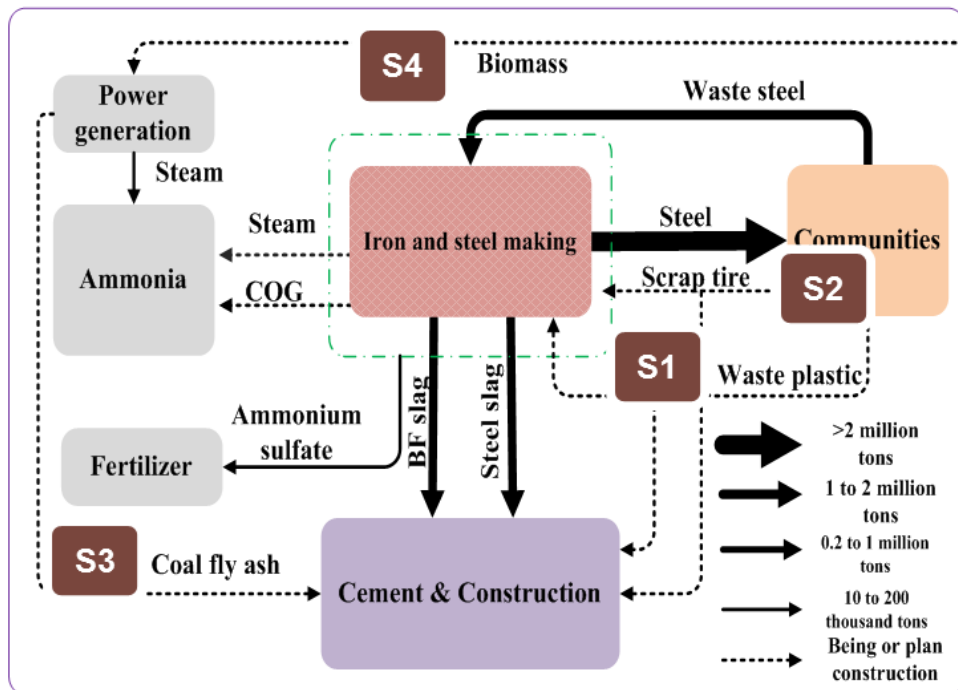 S4
Biomass
Power
generation
Waste steel
Steam
Steam
Iron and steel making
Steel
Communities
Ammonia
COG
Scrap tire
S2
S1
Waste plastic
BF slag
Steel slag
Ammonium
sulfate
Fertilizer
>2 million
tons
1 to 2 million
tons
0.2 to 1 million
tons
S3
Coal fly ash
Cement & Construction
10 to 200
thousand tons
Being or plan
construction